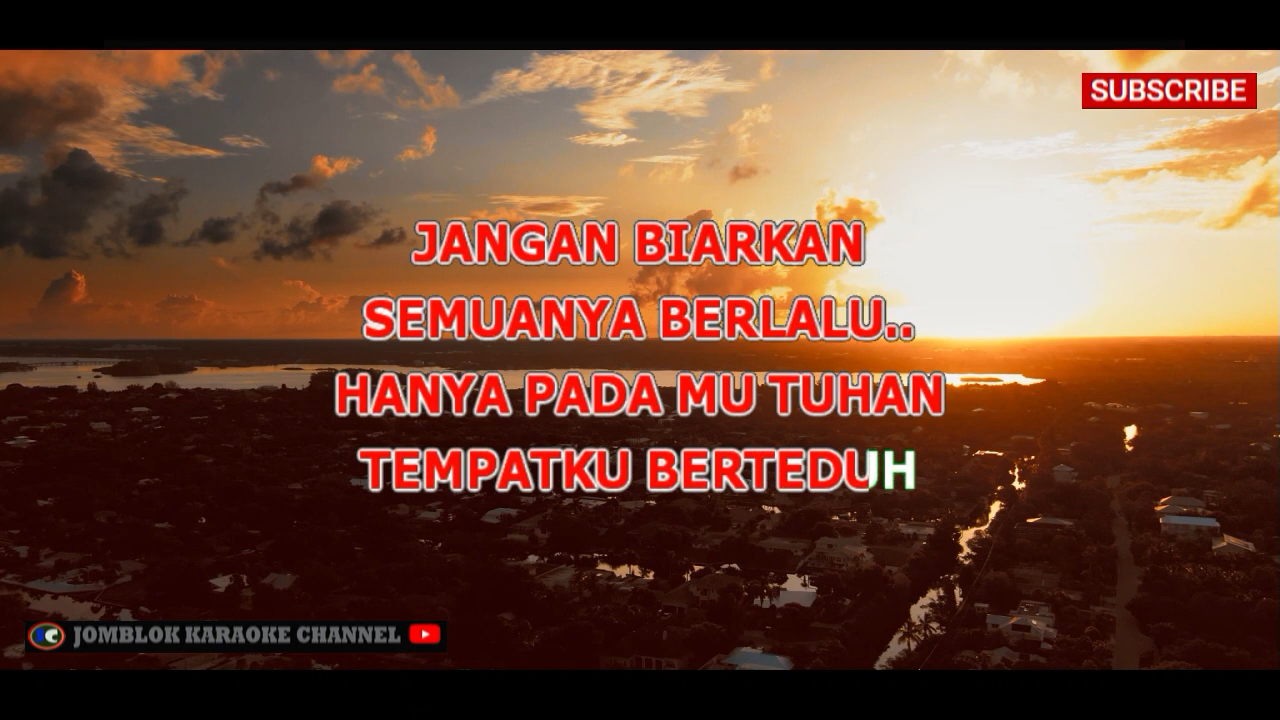 SUBSCRIBE
JANGAN BIARKAN
SEMUANYA BERLALU..
HANYA PADA MU TUHAN
TEMPATKU BERTEDUH
JOMBLOK KARAOKE CHANNEL